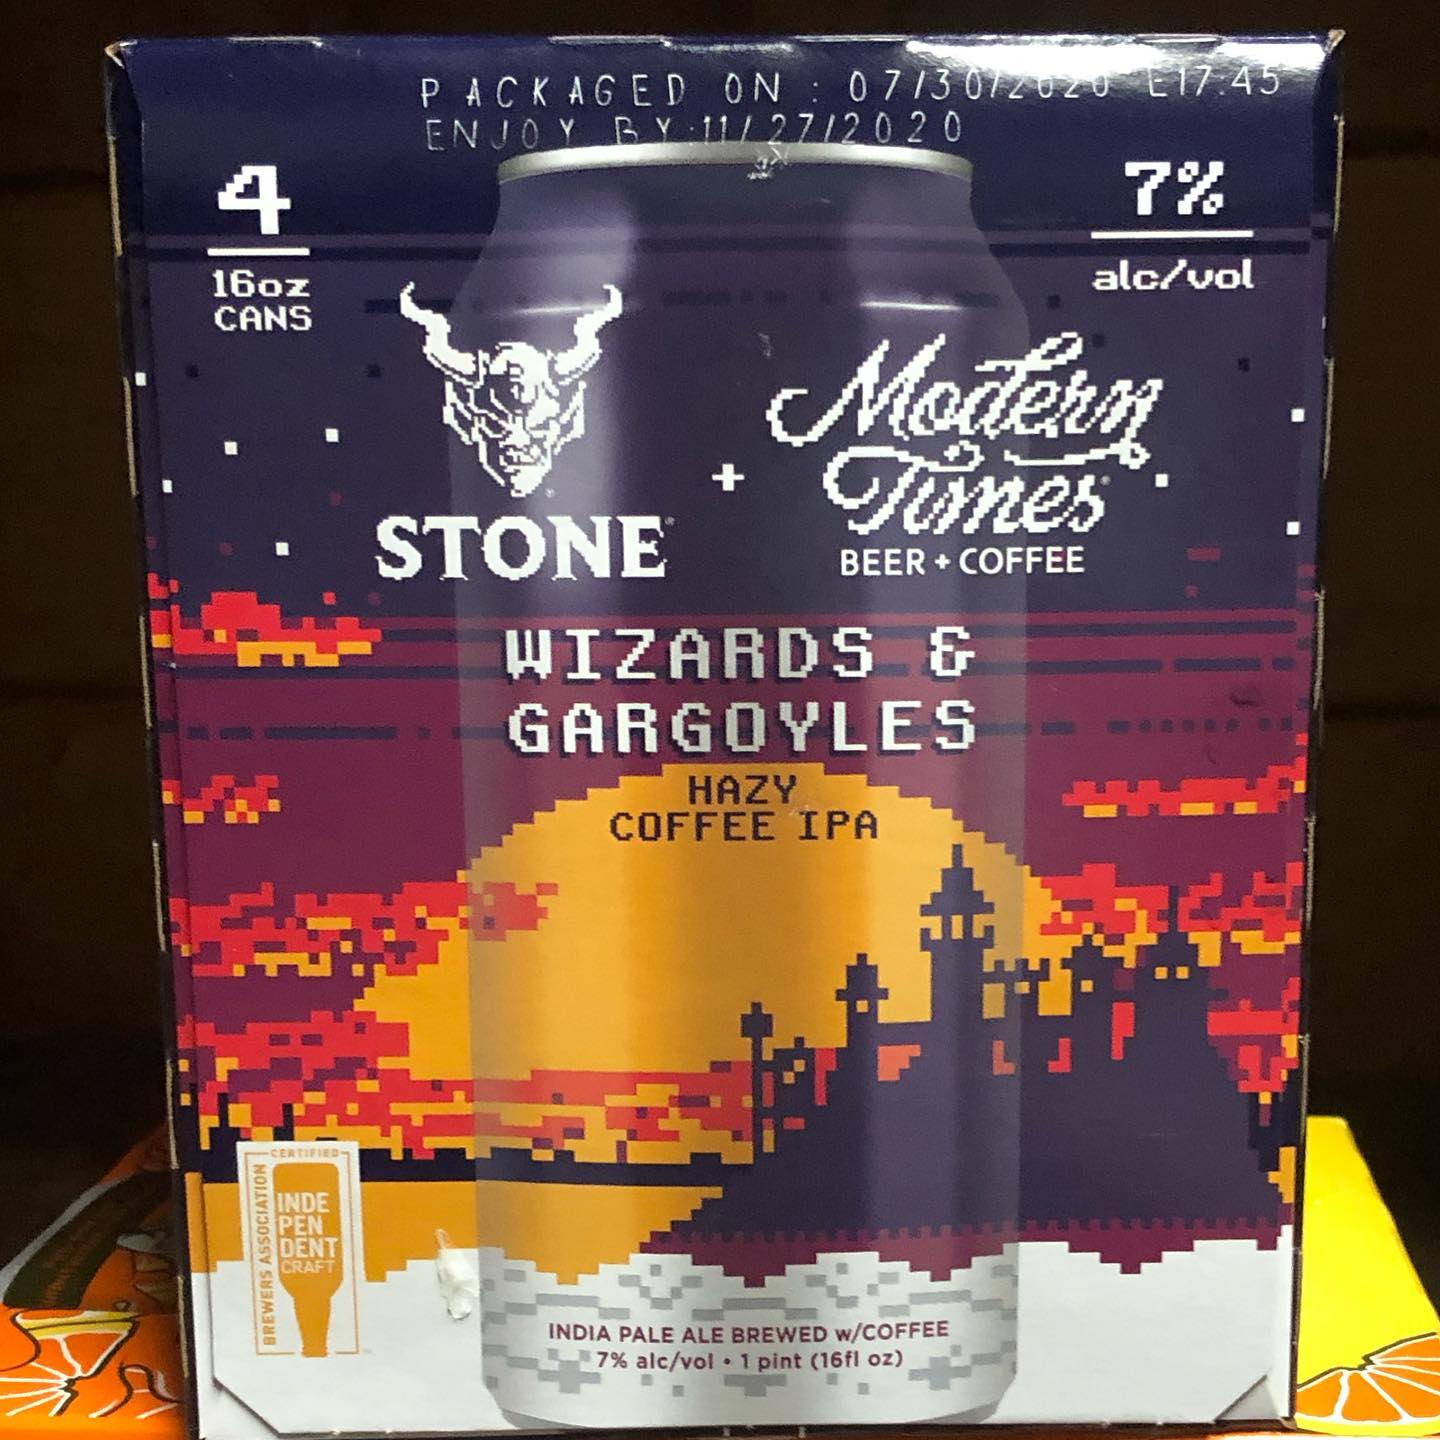 PACKAGED ON : 07/30/2020 E17:45
ENJOY BY:11/27/2020
4
16oz
CANS
7%
alc/vol
STONE
+
Modern
Times
BEER + COFFEE
WIZARDS &
GARGOYLES
HAZY
COFFEE IPA
CERTIFIED
BREWERS ASSOCIATION
INDE
PEN
DENT
CRAFT
INDIA PALE ALE BREWED w/COFFEE
7% alc/vol • 1 pint (16fl oz)